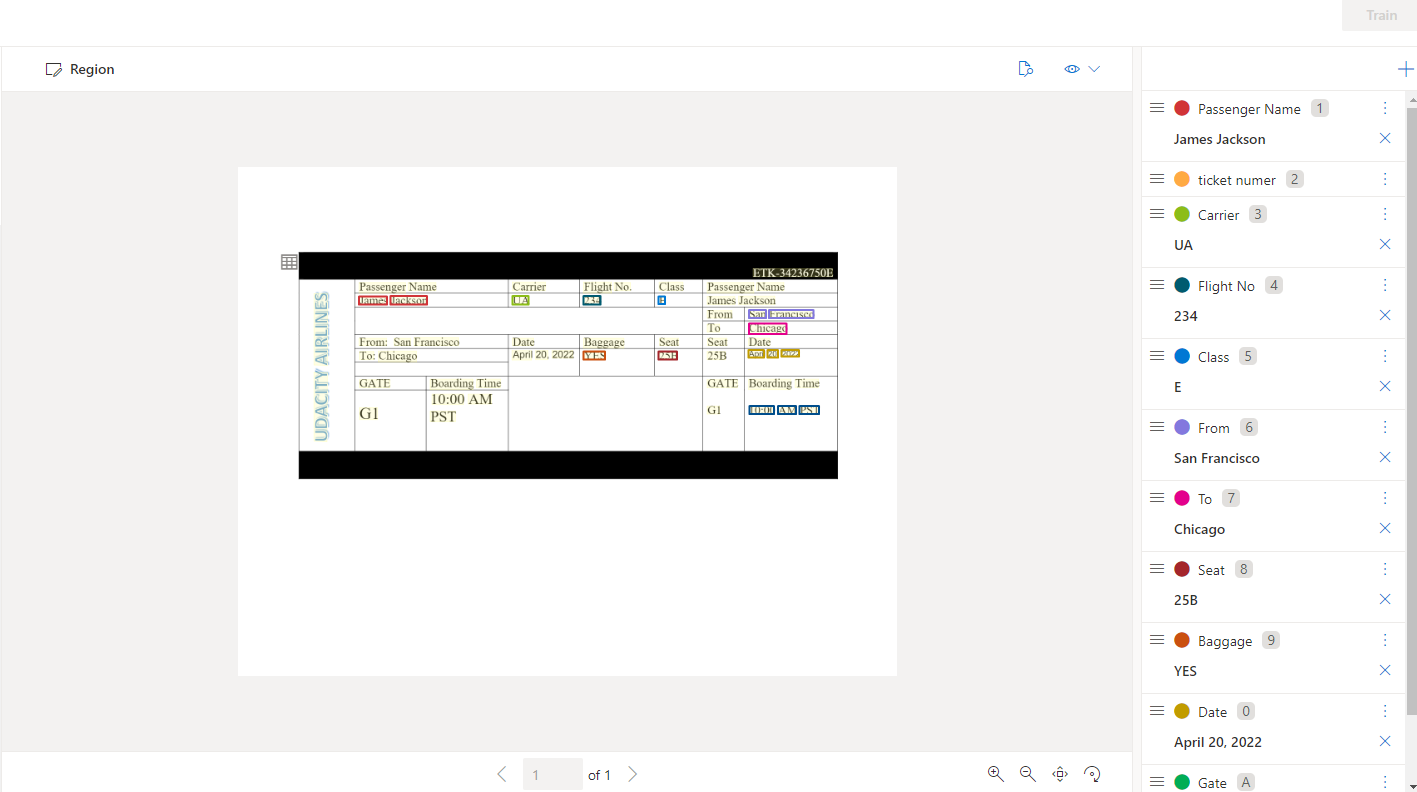 Train
Region
ETK-34236750E
UDACITY AIRLINES
Passenger Name Carrier Flight No. Class Passenger Name
James Jackson UA 234 E James Jackson
From San Francisco
To Chicago
From: San Francisco Date Baggage Seat Seat Date
To: Chicago April 20, 2022 YES 25B 25B April 20, 2022
GATE Boarding Time GATE Boarding Time
G1 10:00 AM PST G1 10:00 AM PST
1 of 1
Passenger Name 1
James Jackson
ticket numer 2
Carrier 3
UA
Flight No 4
234
Class 5
E
From 6
San Francisco
To 7
Chicago
Seat 8
25B
Baggage 9
YES
Date 0
April 20, 2022
Gate A